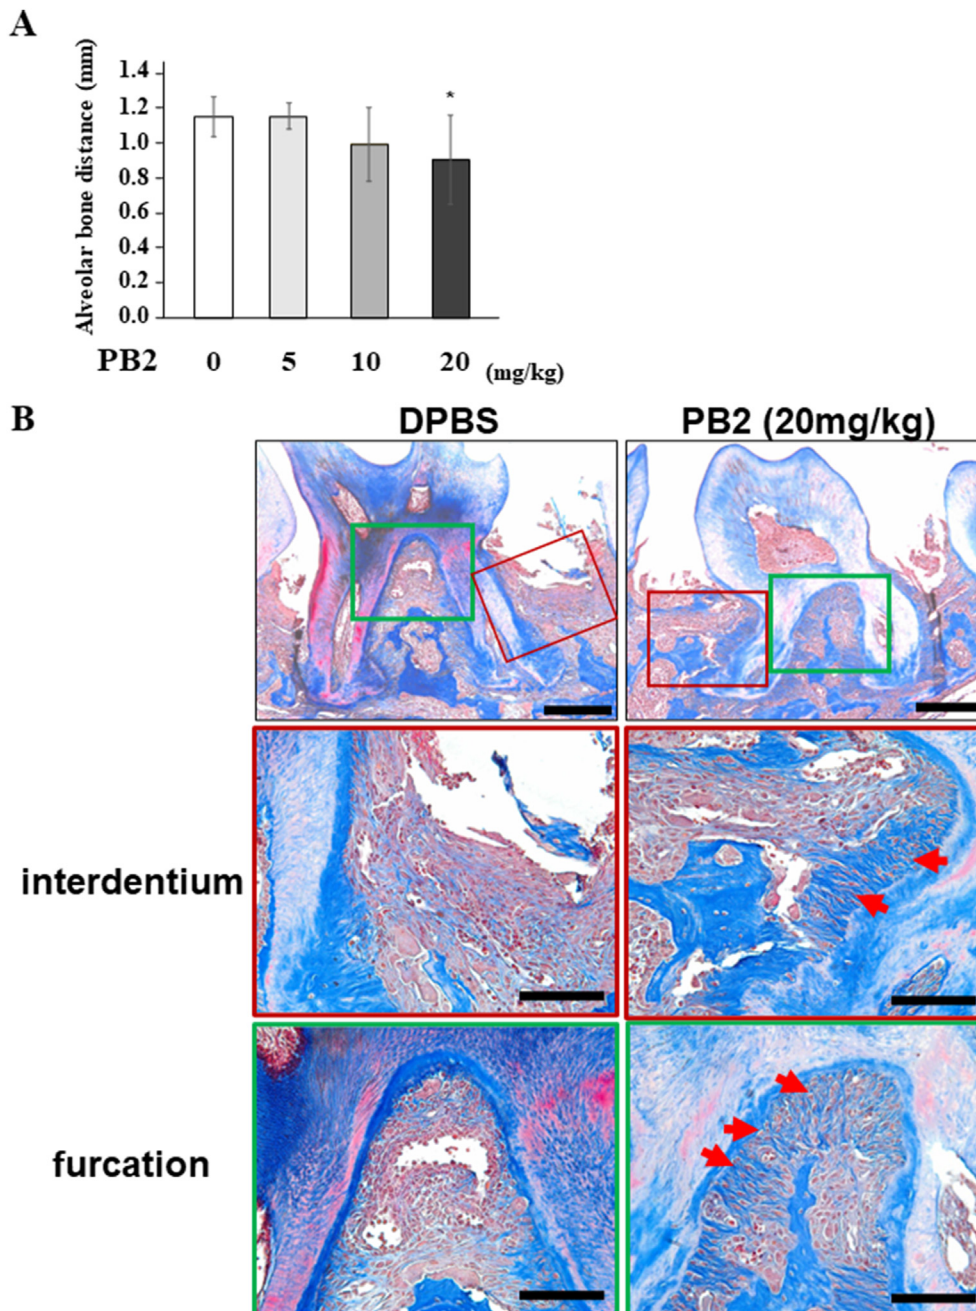 A
Alveolar bone distance (mm)
1.4
1.2
1.0
0.8
0.6
0.4
0.2
0.0
*
PB2 0 5 10 20 (mg/kg)
B
DPBS PB2 (20mg/kg)
interdentium
furcation